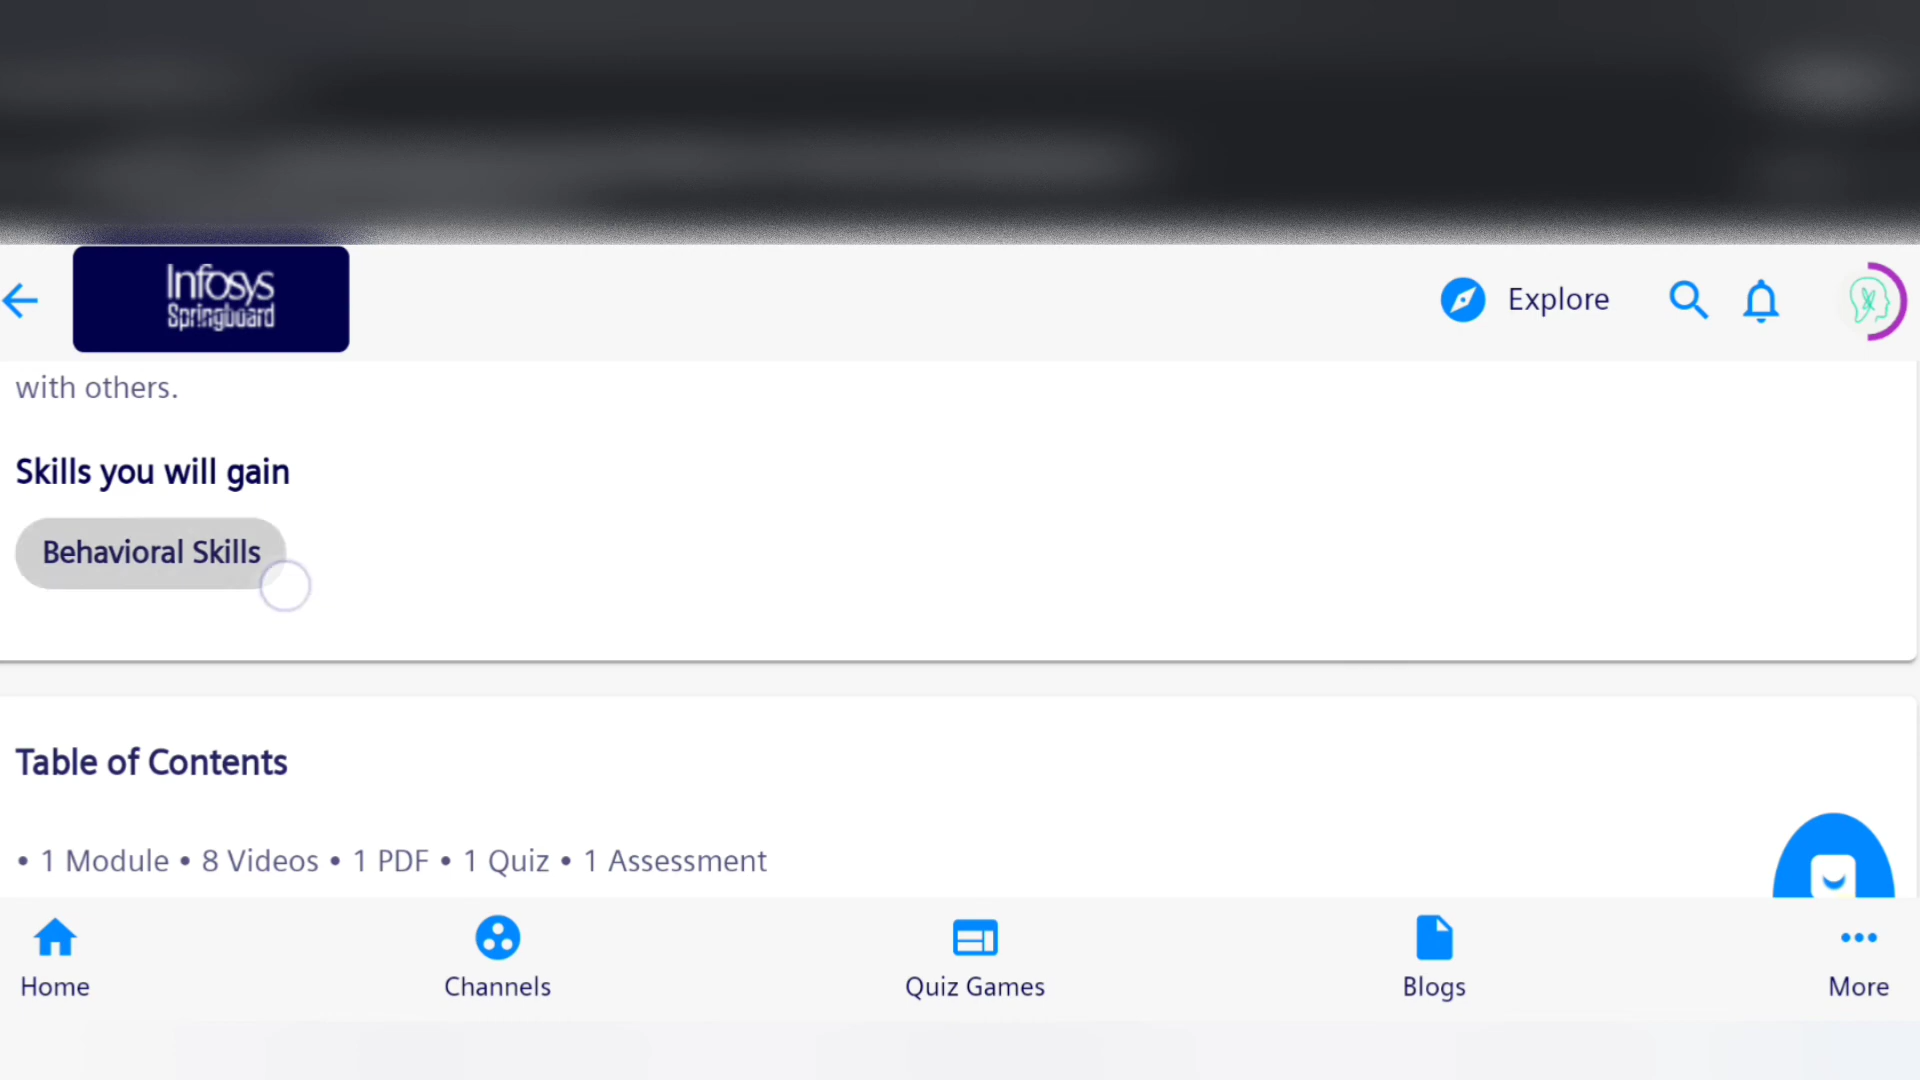 Infosys
Springboard
Explore
with others.
Skills you will gain
Behavioral Skills
Table of Contents
• 1 Module • 8 Videos • 1 PDF • 1 Quiz • 1 Assessment
Home
Channels
Quiz Games
Blogs
More